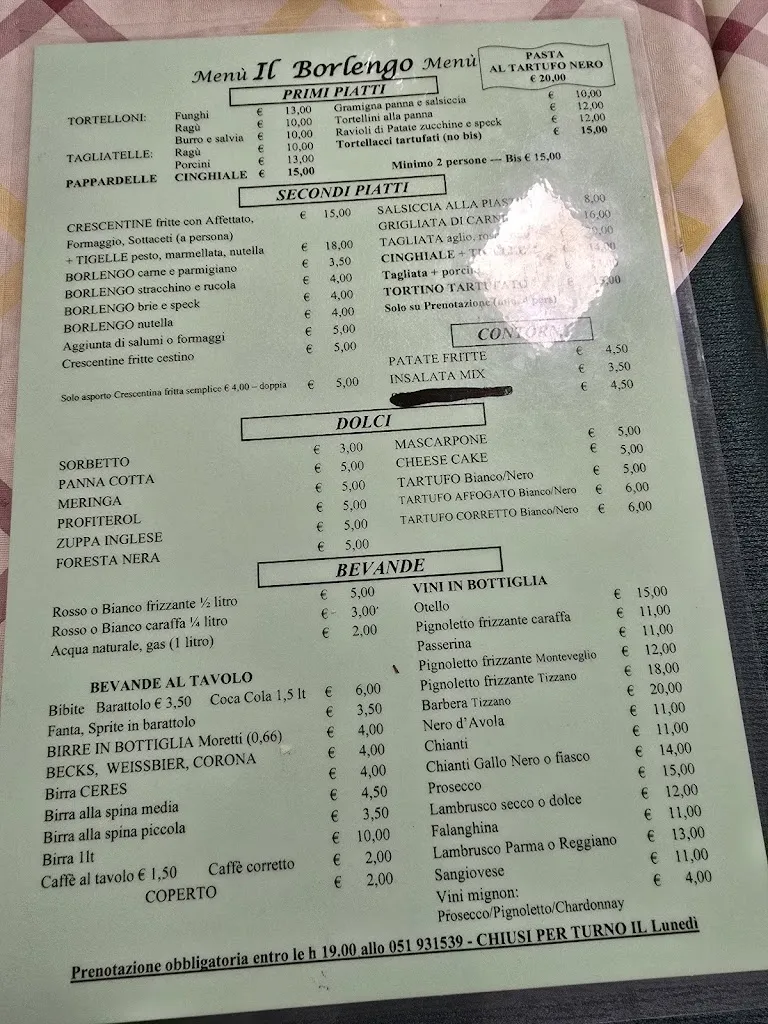 Menù Il Borlengo Menù
PASTA
AL TARTUFO NERO
€ 20,00
PRIMI PIATTI
TORTELLONI: Funghi € 13,00
Ragù € 10,00
Burro e salvia € 10,00
TAGLIATELLE: Ragù € 10,00
Porcini € 13,00
PAPPARDELLE CINGHIALE € 15,00
Gramigna panna e salsiccia € 10,00
Tortellini alla panna € 12,00
Ravioli di Patate zucchine e speck € 12,00
Tortellacci tartufati (no bis) € 15,00
Minimo 2 persone --- Bis € 15,00
SECONDI PIATTI
CRESCENTINE fritte con Affettato, € 15,00
Formaggio, Sottaceti (a persona)
+ TIGELLE pesto, marmellata, nutella € 18,00
BORLENGO carne e parmigiano € 3,50
BORLENGO stracchino e rucola € 4,00
BORLENGO brie e speck € 4,00
BORLENGO nutella € 4,00
Aggiunta di salumi o formaggi € 5,00
Crescentine fritte cestino € 5,00
Solo asporto Crescentina fritta semplice € 4,00 – doppia € 5,00
SALSICCIA ALLA 8,00
GRIGLIATA DI 16,00
TAGLIATA aglio,
CINGHIALE +
Tagliata +
TORTINO
Solo su Prenotazione
CONTORNI
PATATE FRITTE € 4,50
INSALATA MIX € 3,50
€ 4,50
DOLCI
SORBETTO € 3,00
PANNA COTTA € 5,00
MERINGA € 5,00
PROFITEROL € 5,00
ZUPPA INGLESE € 5,00
FORESTA NERA € 5,00
MASCARPONE € 5,00
CHEESE CAKE € 5,00
TARTUFO Bianco/Nero € 5,00
TARTUFO AFFOGATO Bianco/Nero € 6,00
TARTUFO CORRETTO Bianco/Nero € 6,00
BEVANDE
Rosso o Bianco frizzante ½ litro € 5,00
Rosso o Bianco caraffa ¼ litro € 3,00
Acqua naturale, gas (1 litro) € 2,00
BEVANDE AL TAVOLO
Bibite Barattolo € 3,50 Coca Cola 1,5 lt € 6,00
Fanta, Sprite in barattolo € 3,50
BIRRE IN BOTTIGLIA Moretti (0,66) € 4,00
BECKS, WEISSBIER, CORONA € 4,00
Birra CERES € 4,00
Birra alla spina media € 4,50
Birra alla spina piccola € 3,50
Birra 1lt € 10,00
Caffè al tavolo € 1,50 Caffè corretto € 2,00
COPERTO € 2,00
VINI IN BOTTIGLIA
Otello € 15,00
Pignoletto frizzante caraffa € 11,00
Passerina € 11,00
Pignoletto frizzante Monteveglio € 12,00
Pignoletto frizzante Tizzano € 18,00
Barbera Tizzano € 20,00
Nero d'Avola € 11,00
Chianti € 11,00
Chianti Gallo Nero o fiasco € 14,00
Prosecco € 15,00
Lambrusco secco o dolce € 12,00
Falanghina € 11,00
Lambrusco Parma o Reggiano € 13,00
Sangiovese € 11,00
Vini mignon: € 4,00
Prosecco/Pignoletto/Chardonnay
Prenotazione obbligatoria entro le h 19.00 allo 051 931539 - CHIUSI PER TURNO IL Lunedì